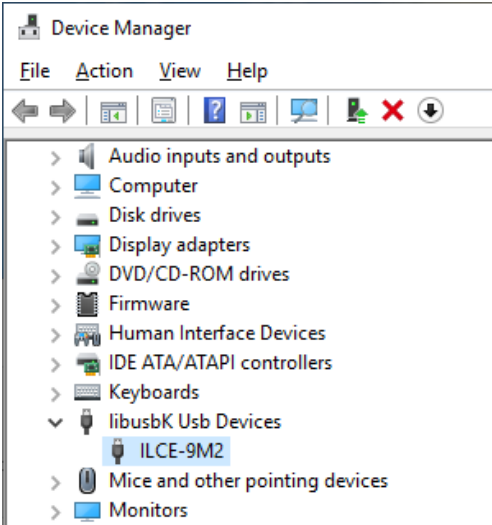 Device Manager
File Action View Help
Audio inputs and outputs
Computer
Disk drives
Display adapters
DVD/CD-ROM drives
Firmware
Human Interface Devices
IDE ATA/ATAPI controllers
Keyboards
libusbK Usb Devices
ILCE-9M2
Mice and other pointing devices
Monitors